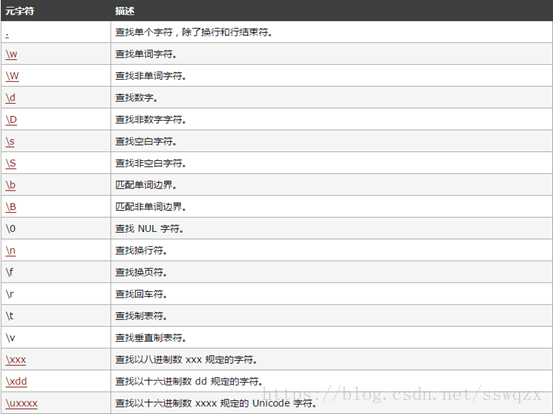 元字符 描述
. 查找单个字符，除了换行和行结束符。
\w 查找单词字符。
\W 查找非单词字符。
\d 查找数字。
\D 查找非数字字符。
\s 查找空白字符。
\S 查找非空白字符。
\b 匹配单词边界。
\B 匹配非单词边界。
\0 查找 NUL 字符。
\n 查找换行符。
\f 查找换页符。
\r 查找回车符。
\t 查找制表符。
\v 查找垂直制表符。
\xxx 查找以八进制数 xxx 规定的字符。
\xdd 查找以十六进制数 dd 规定的字符。
\uxxxx 查找以十六进制数 xxxx 规定的 Unicode 字符。
https://blog.csdn.net/sswqzx